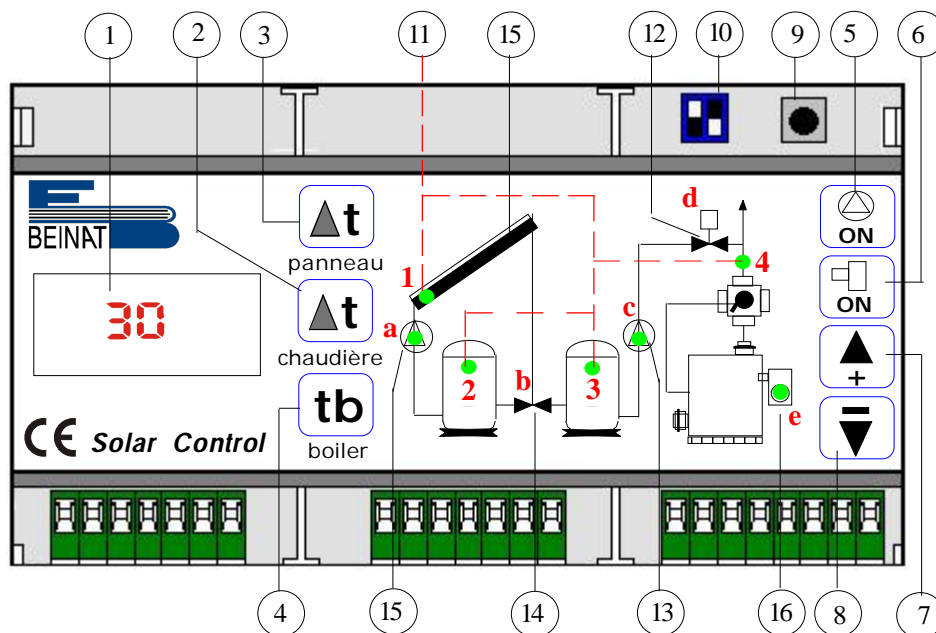 1 2 3 11 15 12 10 9 5 6
BEINAT
30
Δt
panneau
Δt
chaudière
tb
boiler
CE Solar Control
1
a
2
b
3
c
d
4
e
ON
ON
+
4 15 14 13 16 8 7